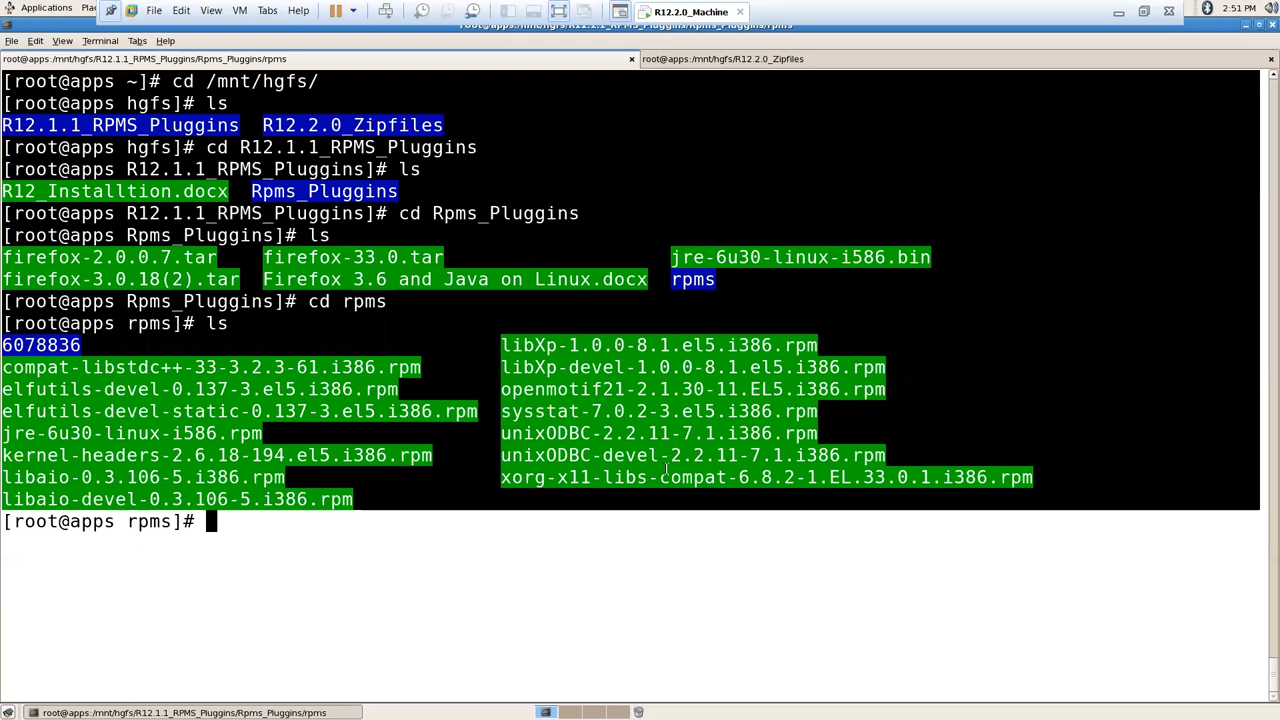 Applications Pla File Edit View VM Tabs Help R12.2.0_Machine 2:51 PM
root@apps:/mnt/hgfs/R12.1.1_RPMS_Pluggins/Rpms_Pluggins/rpms
File Edit View Terminal Tabs Help
root@apps:/mnt/hgfs/R12.1.1_RPMS_Pluggins/Rpms_Pluggins/rpms root@apps:/mnt/hgfs/R12.2.0_Zipfiles
[root@apps ~]# cd /mnt/hgfs/
[root@apps hgfs]# ls
R12.1.1_RPMS_Pluggins R12.2.0_Zipfiles
[root@apps hgfs]# cd R12.1.1_RPMS_Pluggins
[root@apps R12.1.1_RPMS_Pluggins]# ls
R12_Installtion.docx Rpms_Pluggins
[root@apps R12.1.1_RPMS_Pluggins]# cd Rpms_Pluggins
[root@apps Rpms_Pluggins]# ls
firefox-2.0.0.7.tar firefox-33.0.tar jre-6u30-linux-i586.bin
firefox-3.0.18(2).tar Firefox 3.6 and Java on Linux.docx rpms
[root@apps Rpms_Pluggins]# cd rpms
[root@apps rpms]# ls
6078836 libXp-1.0.0-8.1.el5.i386.rpm
compat-libstdc++-33-3.2.3-61.i386.rpm libXp-devel-1.0.0-8.1.el5.i386.rpm
elfutils-devel-0.137-3.el5.i386.rpm openmotif21-2.1.30-11.EL5.i386.rpm
elfutils-devel-static-0.137-3.el5.i386.rpm sysstat-7.0.2-3.el5.i386.rpm
jre-6u30-linux-i586.rpm unixODBC-2.2.11-7.1.i386.rpm
kernel-headers-2.6.18-194.el5.i386.rpm unixODBC-devel-2.2.11-7.1.i386.rpm
libaio-0.3.106-5.i386.rpm xorg-x11-libs-compat-6.8.2-1.EL.33.0.1.i386.rpm
libaio-devel-0.3.106-5.i386.rpm
[root@apps rpms]#
root@apps:/mnt/hgfs/R12.1.1_RPMS_Pluggins/Rpms_Pluggins/rpms